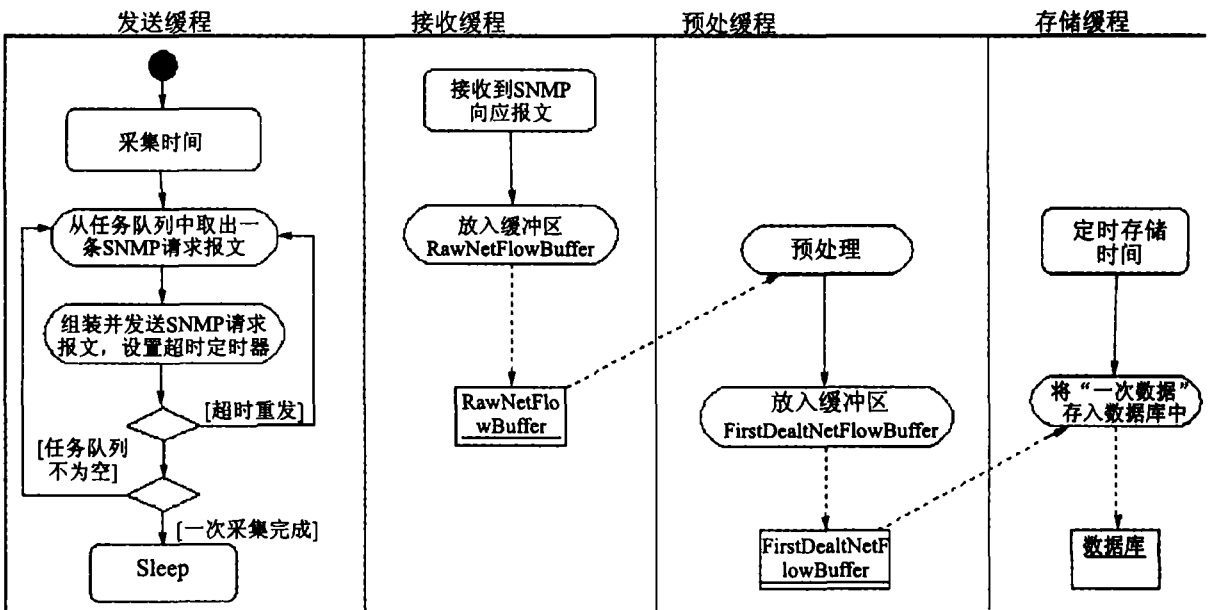 发送缓程
接收缓程
预处缓程
存储缓程
采集时间
从任务队列中取出一
条SNMP请求报文
组装并发送SNMP请求
报文，设置超时定时器
[超时重发]
[任务队列
不为空]
[一次采集完成]
Sleep
接收到SNMP
向应报文
放入缓冲区
RawNetFlowBuffer
RawNetFlo
wBuffer
预处理
放入缓冲区
FirstDealtNetFlowBuffer
FirstDealtNetF
lowBuffer
定时存储
时间
将“一次数据”
存入数据库中
数据库